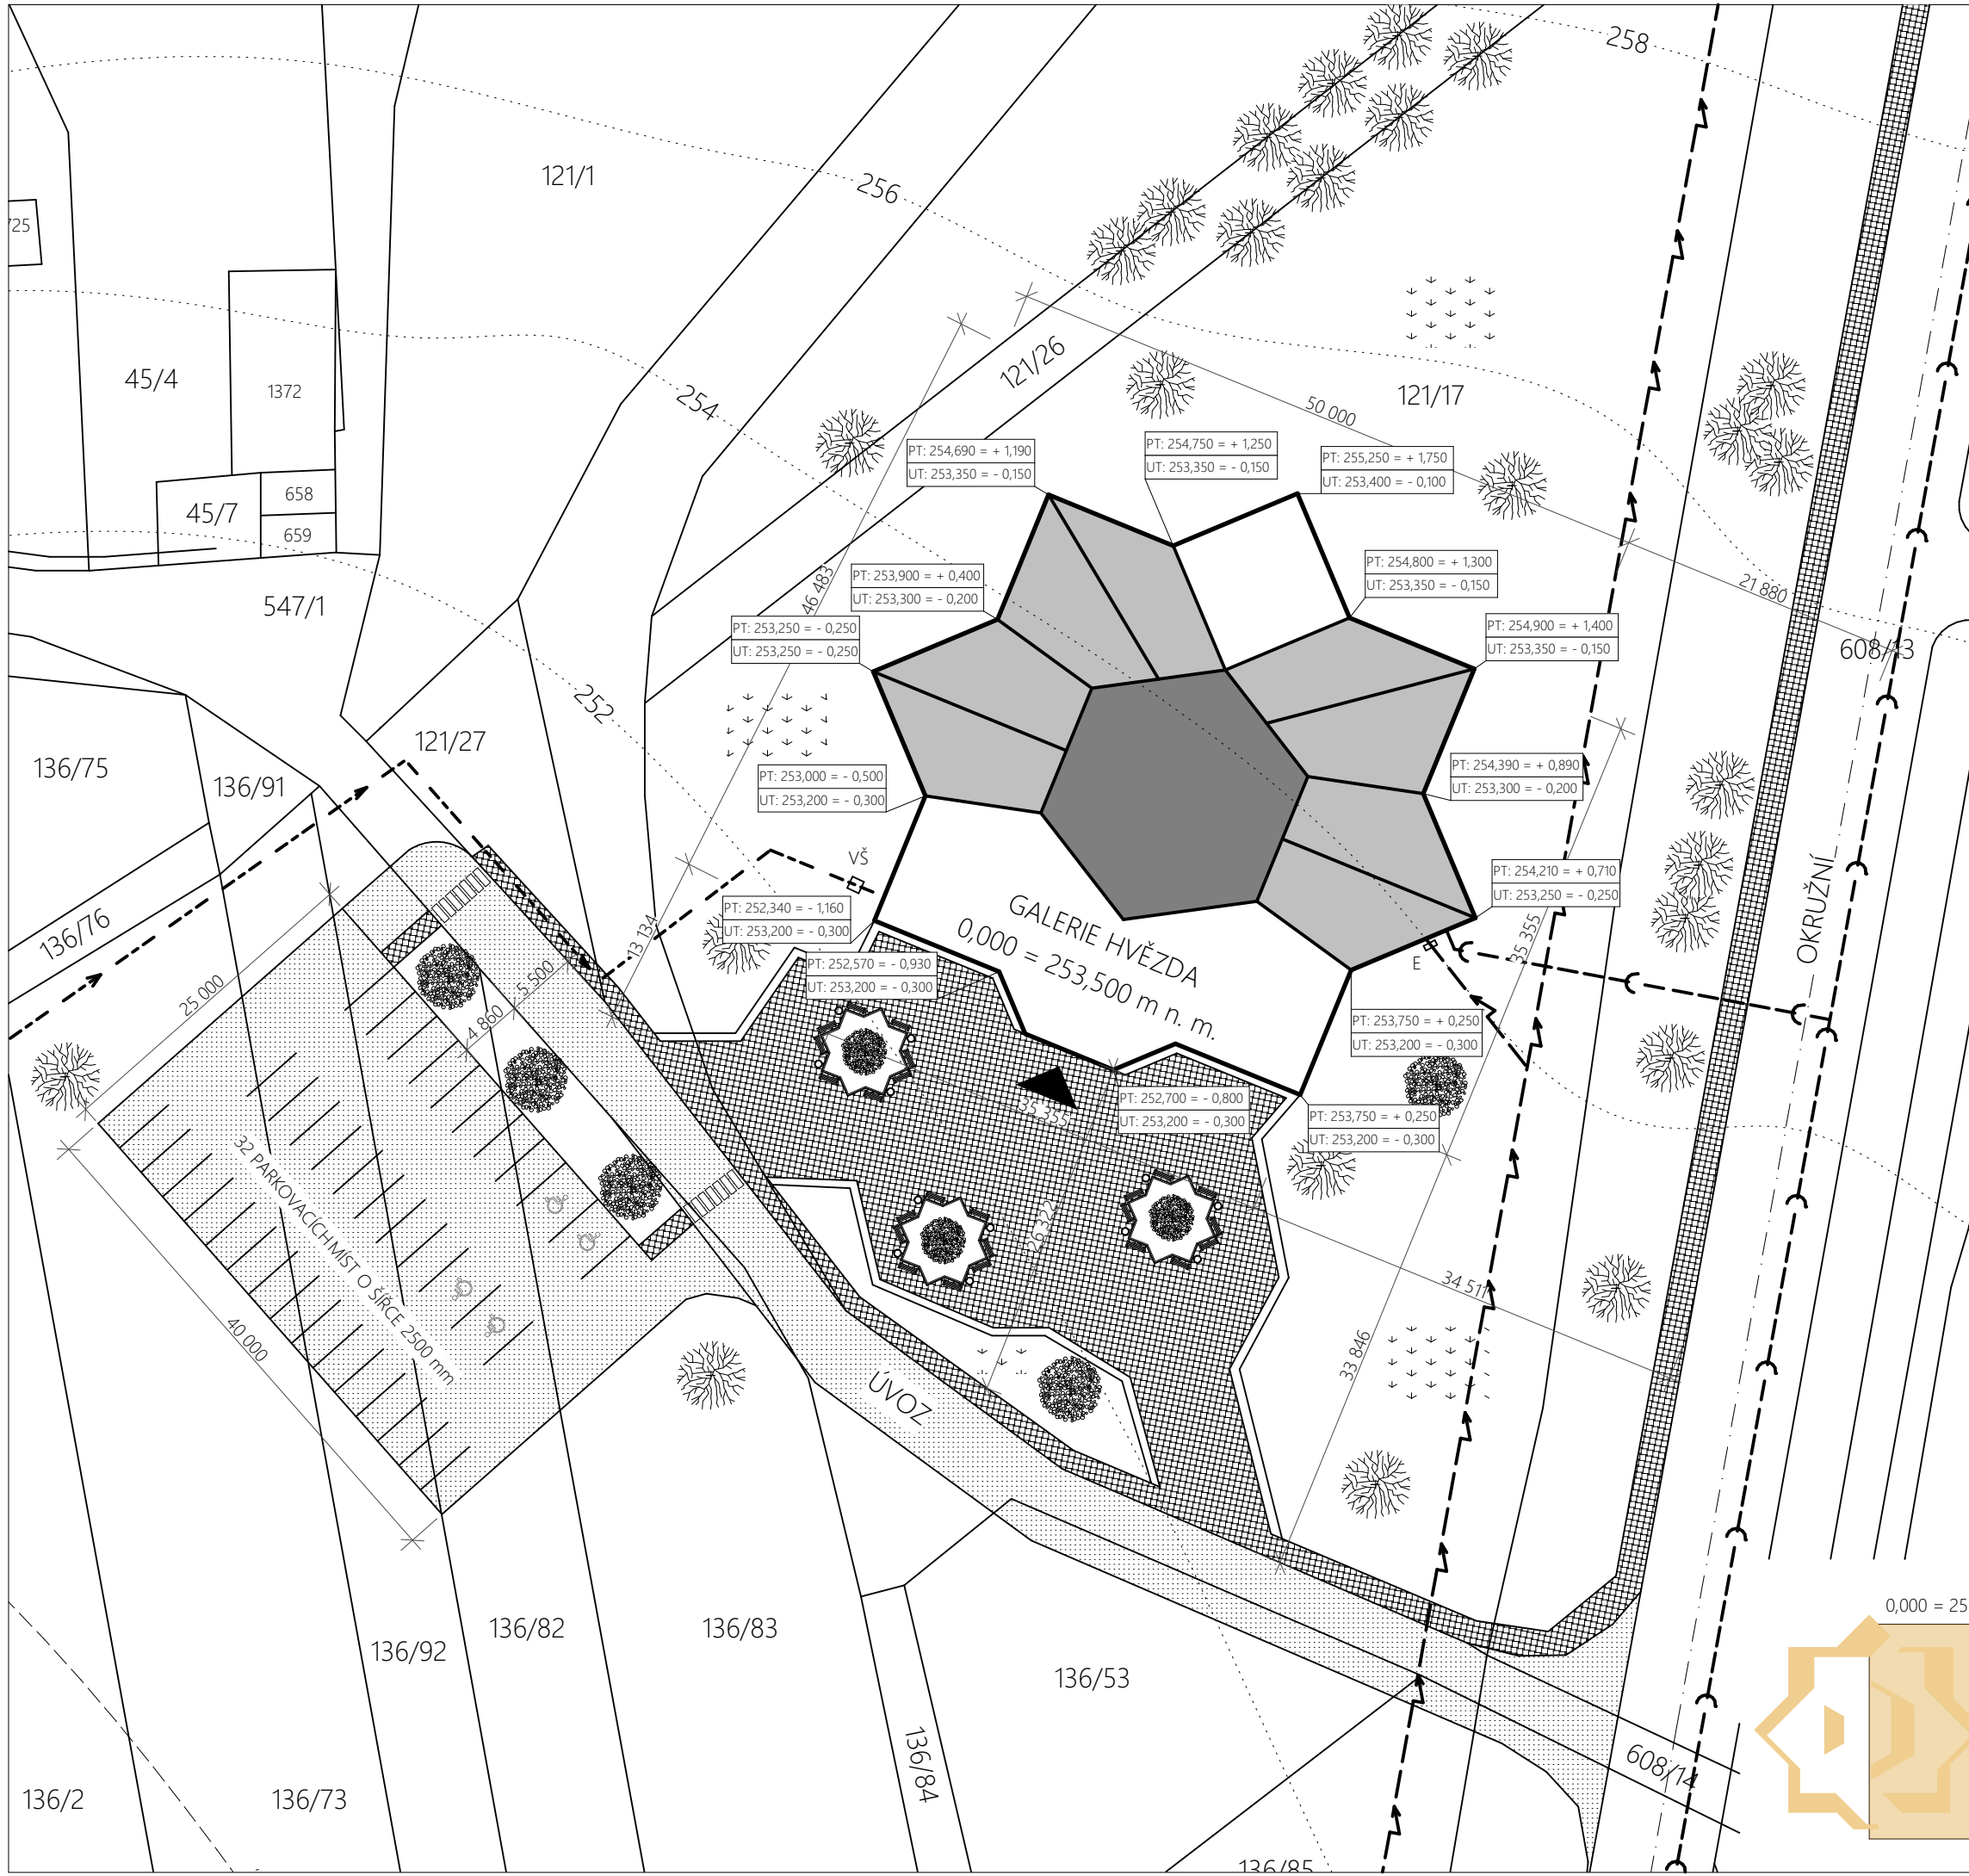 258
121/1
256
725
121/26
45/4
1372
121/17
50 000
254
PT: 254,690 = + 1,190
UT: 253,350 = - 0,150
PT: 254,750 = + 1,250
UT: 253,350 = - 0,150
PT: 255,250 = + 1,750
UT: 253,400 = - 0,100
658
45/7
659
46 483
PT: 253,900 = + 0,400
UT: 253,300 = - 0,200
PT: 254,800 = + 1,300
UT: 253,350 = - 0,150
21 880
547/1
PT: 253,250 = - 0,250
UT: 253,250 = - 0,250
PT: 254,900 = + 1,400
UT: 253,350 = - 0,150
608/13
252
121/27
136/75
136/91
PT: 253,000 = - 0,500
UT: 253,200 = - 0,300
PT: 254,390 = + 0,890
UT: 253,300 = - 0,200
VŠ
PT: 254,210 = + 0,710
UT: 253,250 = - 0,250
OKRUŽNÍ
136/76
PT: 252,340 = - 1,160
UT: 253,200 = - 0,300
13 134
GALERIE HVĚZDA
0,000 = 253,500 m n. m.
35 355
E
25 000
5 500
4 860
PT: 252,570 = - 0,930
UT: 253,200 = - 0,300
PT: 253,750 = + 0,250
UT: 253,200 = - 0,300
35 355
PT: 252,700 = - 0,800
UT: 253,200 = - 0,300
PT: 253,750 = + 0,250
UT: 253,200 = - 0,300
32 PARKOVACÍCH MÍST O ŠÍŘCE 2500 mm
26 322
34 511
40 000
33 846
ÚVOZ
0,000 = 25
136/92
136/82
136/83
136/53
136/84
608/14
136/2
136/73
136/85